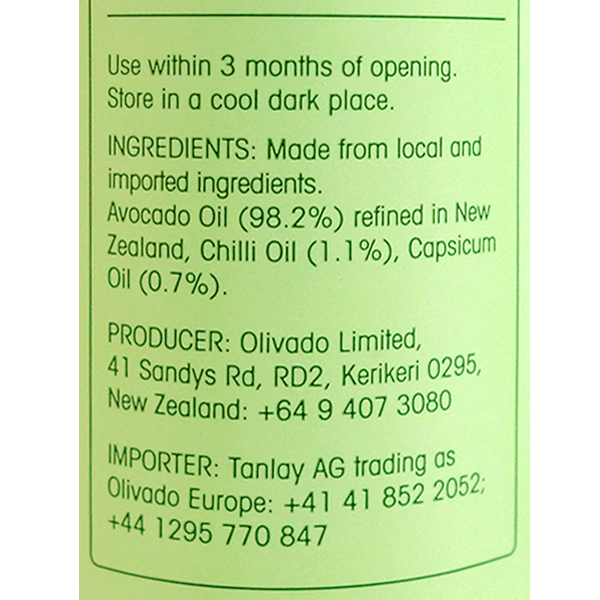 Use within 3 months of opening.
Store in a cool dark place.
INGREDIENTS: Made from local and
imported ingredients.
Avocado Oil (98.2%) refined in New
Zealand, Chilli Oil (1.1%), Capsicum
Oil (0.7%).
PRODUCER: Olivado Limited,
41 Sandys Rd, RD2, Kerikeri 0295,
New Zealand: +64 9 407 3080
IMPORTER: Tanlay AG trading as
Olivado Europe: +41 41 852 2052;
+44 1295 770 847